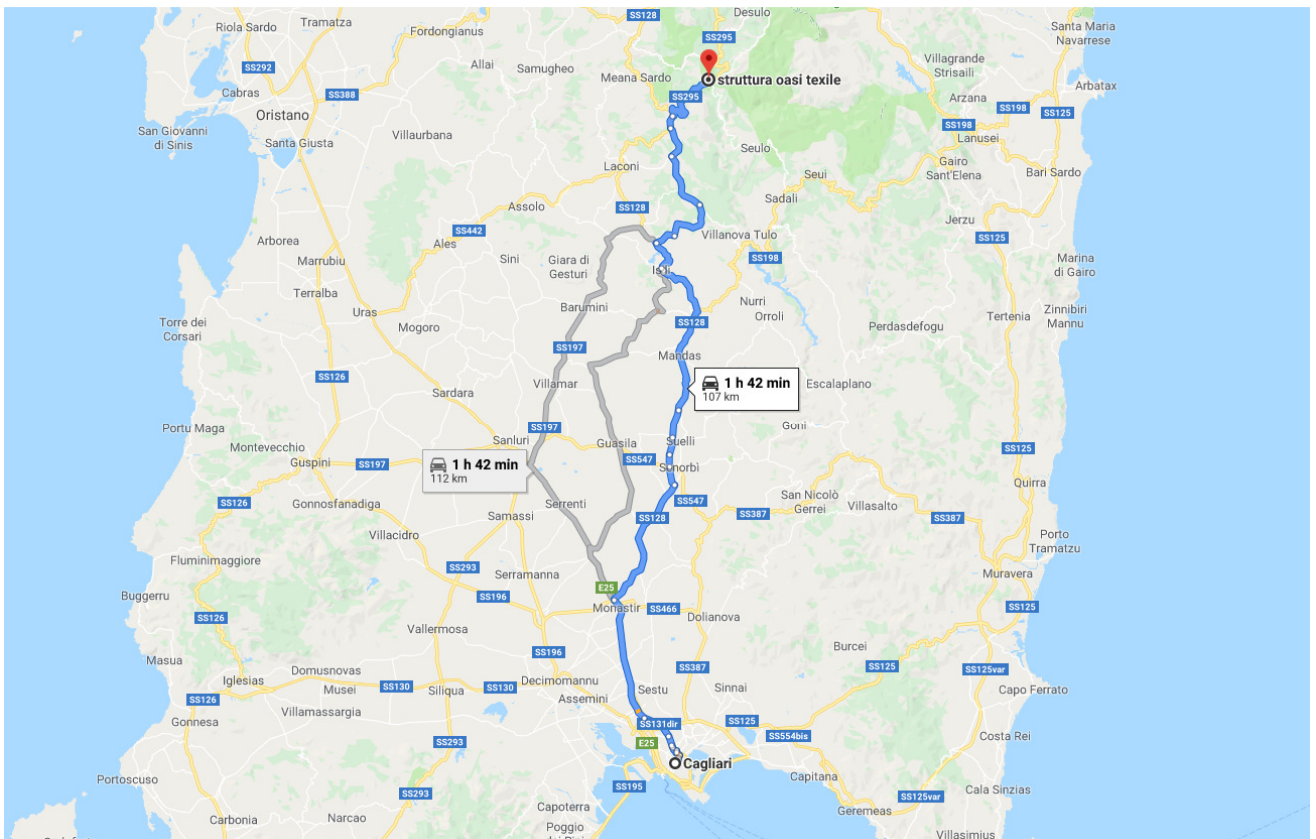 Riola Sardo
Tramatza
SS128
Desulo
Fordongianus
SS295
Santa Maria
Navarrese
SS292
Allai
Samugheo
Meana Sardo
struttura oasi texile
Villagrande
Strisaili
Arbatax
Cabras
SS388
SS295
Arzana
SS198
SS125
Oristano
San Giovanni
di Sinis
Santa Giusta
Villaurbana
SS198
Lanusei
Seulo
Laconi
Seui
Gairo
Sant'Elena
Bari Sardo
Assolo
SS128
Sadali
Jerzu
Arborea
SS442
Ales
Villanova Tulo
SS125
Marrubiu
Sini
Giara di
Gesturi
SS198
Marina
di Gairo
Terralba
Barumini
Nurri
Orroli
Torre dei
Corsari
Uras
Mogoro
SS128
Perdasdefogu
Tertenia
Zinnibiri
Mannu
SS197
Mandas
SS126
Villamar
1 h 42 min
107 km
Escalaplano
Sardara
Portu Maga
Montevecchio
Sanluri
SS197
Goni
Guspini
SS197
Guasila
Suelli
SS125
1 h 42 min
112 km
SS547
Senorbì
SS126
Gonnosfanadiga
Serrenti
SS547
San Nicolò
Gerrei
Villasalto
Quirra
Samassi
SS128
SS387
SS387
Villacidro
Porto
Tramatzu
Fluminimaggiore
SS293
Serramanna
Muravera
Buggerru
SS196
E25
Monastir
SS466
SS125
SS126
Dolianova
Vallermosa
Burcei
Masua
Domusnovas
SS196
SS387
SS125
SS125var
Iglesias
Musei
SS130
Siliqua
SS130
Decimomannu
Sestu
Sinnai
Capo Ferrato
SS126
Villamassargia
Assemini
Gonnesa
SS131dir
SS125
SS293
E25
SS554bis
Costa Rei
Cagliari
Portoscuso
SS195
Capitana
SS293
SS125var
Cala Sinzias
Carbonia
Narcao
Capoterra
Geremeas
Poggio
Villasimius